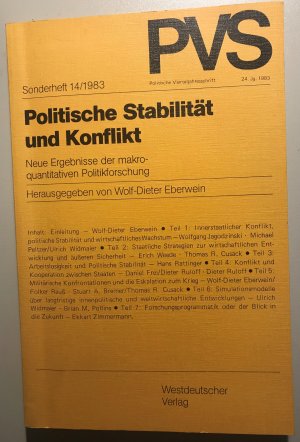 PVS
Sonderheft 14/1983
Politische Vierteljahresschrift
24. Jg. 1983
Politische Stabilität
und Konflikt
Neue Ergebnisse der makro-
quantitativen Politikforschung
Herausgegeben von Wolf-Dieter Eberwein
Inhalt: Einleitung – Wolf-Dieter Eberwein ● Teil 1: Innerstaatlicher Konflikt,
politische Stabilität und wirtschaftliches Wachstum – Wolfgang Jagodzinski · Michael
Peltzer/Ulrich Widmaier ● Teil 2: Staatliche Strategien zur wirtschaftlichen Ent-
wicklung und äußeren Sicherheit – Erich Weede · Thomas R. Cusack ● Teil 3:
Arbeitslosigkeit und Politische Stabilität – Hans Rattinger ● Teil 4: Konflikt und
Kooperation zwischen Staaten – Daniel Frei/Dieter Ruloff · Dieter Ruloff ● Teil 5:
Militärische Konfrontationen und die Eskalation zum Krieg – Wolf-Dieter Eberwein/
Folker Rauß · Stuart A. Bremer/Thomas R. Cusack ● Teil 6: Simulationsmodelle
über langfristige innenpolitische und weltwirtschaftliche Entwicklungen – Ulrich
Widmaier · Brian M. Pollins ● Teil 7: Forschungsprogrammatik oder der Blick in
die Zukunft – Ekkart Zimmermann.
Westdeutscher
Verlag